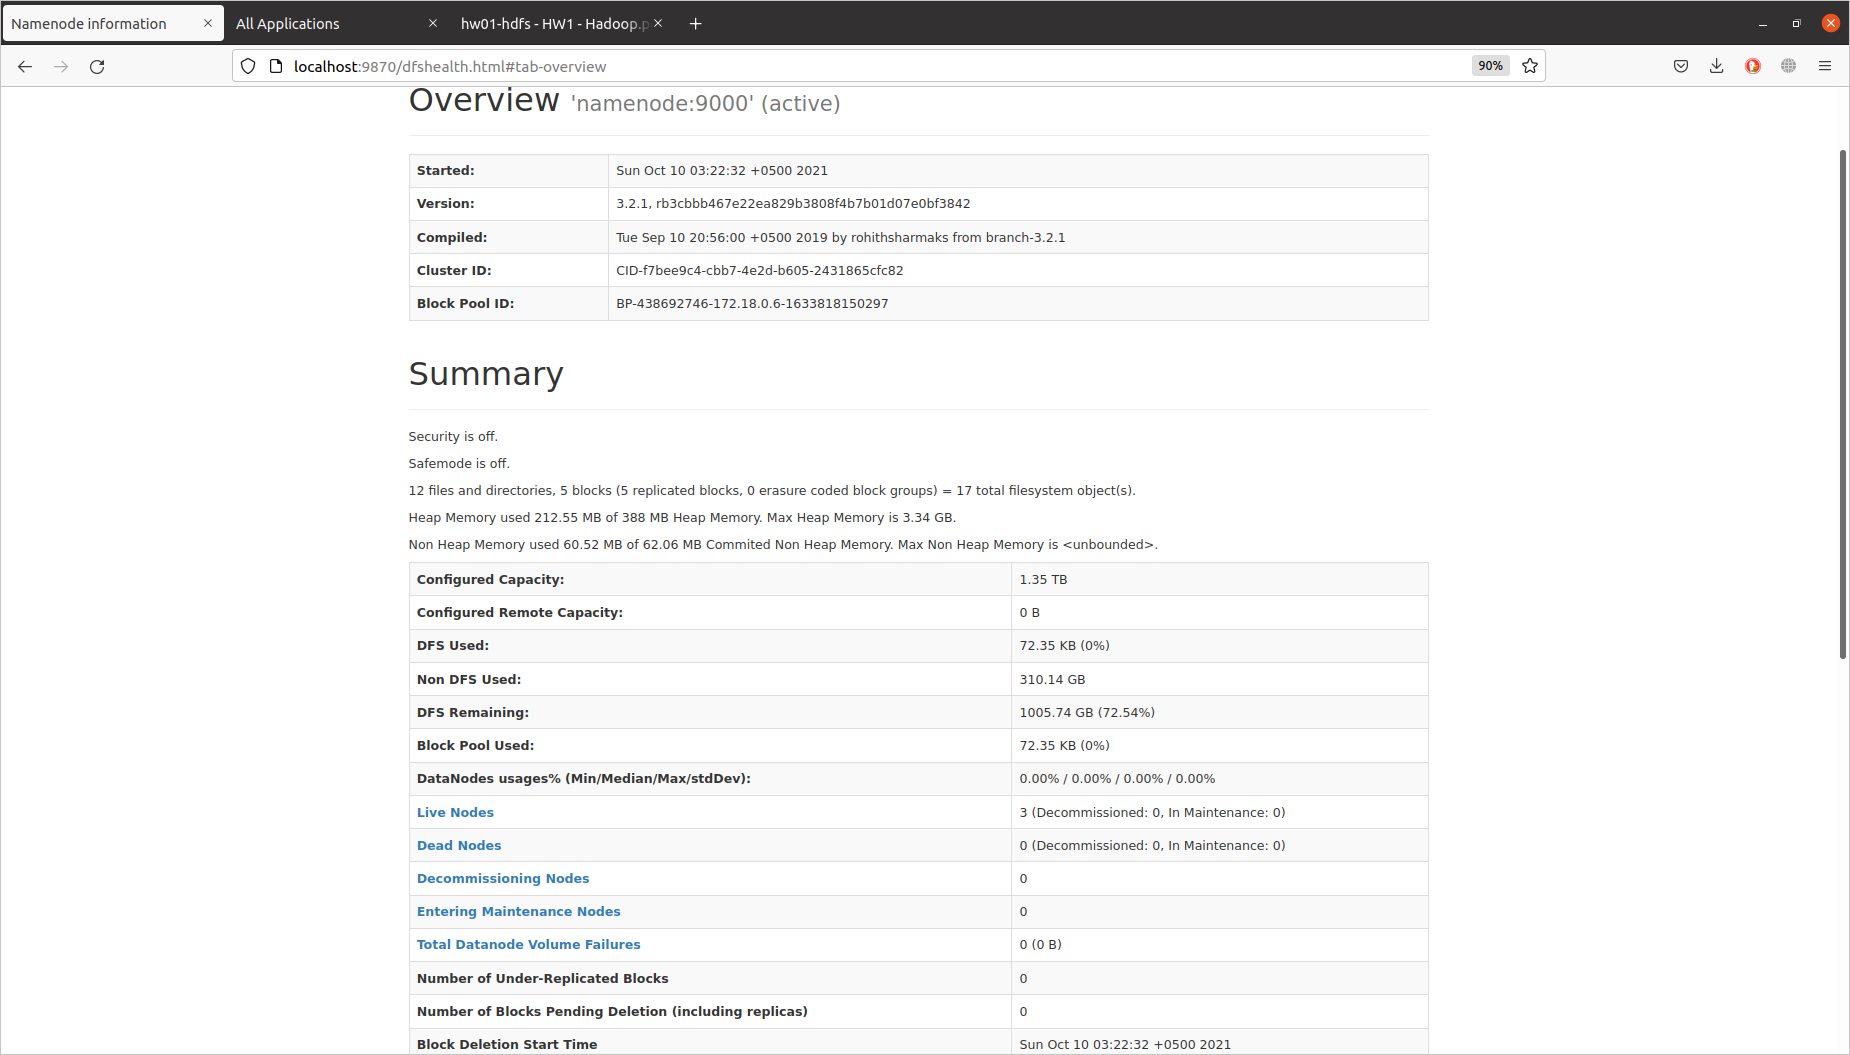 Namenode information
All Applications
hw01-hdfs - HW1 - Hadoop.p
localhost:9870/dfshealth.html#tab-overview
90%
Overview 'namenode:9000' (active)
Started: Sun Oct 10 03:22:32 +0500 2021
Version: 3.2.1, rb3cbbb467e22ea829b3808f4b7b01d07e0bf3842
Compiled: Tue Sep 10 20:56:00 +0500 2019 by rohithsharmaks from branch-3.2.1
Cluster ID: CID-f7bee9c4-cbb7-4e2d-b605-2431865cfc82
Block Pool ID: BP-438692746-172.18.0.6-1633818150297
Summary
Security is off.
Safemode is off.
12 files and directories, 5 blocks (5 replicated blocks, 0 erasure coded block groups) = 17 total filesystem object(s).
Heap Memory used 212.55 MB of 388 MB Heap Memory. Max Heap Memory is 3.34 GB.
Non Heap Memory used 60.52 MB of 62.06 MB Commited Non Heap Memory. Max Non Heap Memory is <unbounded>.
Configured Capacity: 1.35 TB
Configured Remote Capacity: 0 B
DFS Used: 72.35 KB (0%)
Non DFS Used: 310.14 GB
DFS Remaining: 1005.74 GB (72.54%)
Block Pool Used: 72.35 KB (0%)
DataNodes usages% (Min/Median/Max/stdDev): 0.00% / 0.00% / 0.00% / 0.00%
Live Nodes 3 (Decommissioned: 0, In Maintenance: 0)
Dead Nodes 0 (Decommissioned: 0, In Maintenance: 0)
Decommissioning Nodes 0
Entering Maintenance Nodes 0
Total Datanode Volume Failures 0 (0 B)
Number of Under-Replicated Blocks 0
Number of Blocks Pending Deletion (including replicas) 0
Block Deletion Start Time Sun Oct 10 03:22:32 +0500 2021